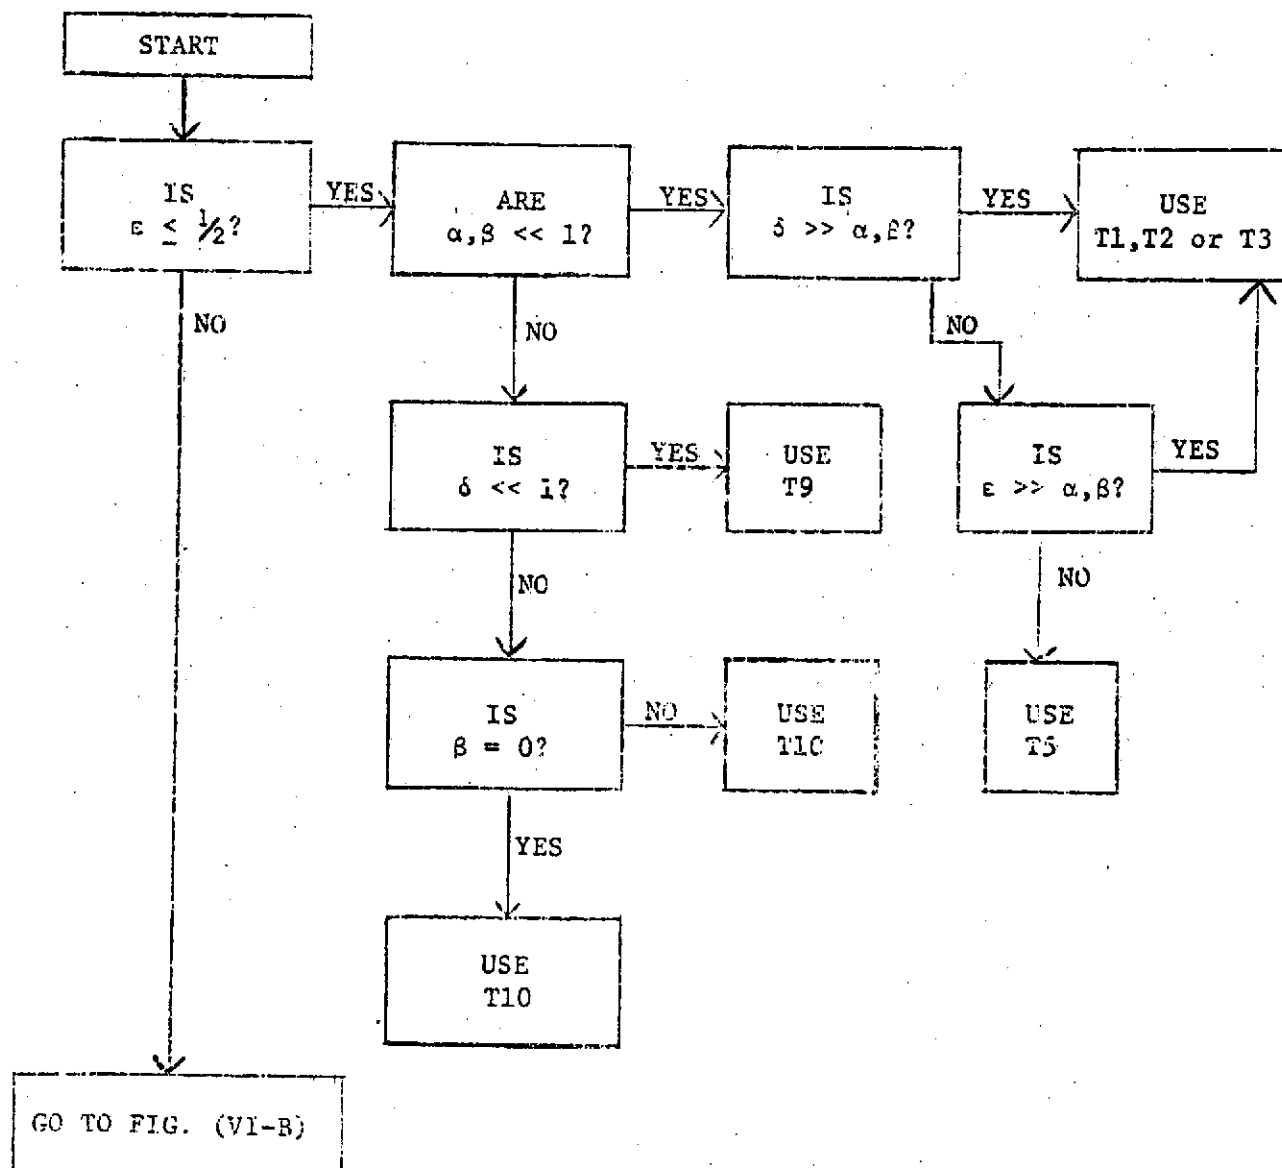 START
IS
ε ≤ 1/2?
YES
ARE
α,β << 1?
YES
IS
δ >> α,β?
YES
USE
T1,T2 or T3
NO
NO
NO
IS
δ << 1?
YES
USE
T9
IS
ε >> α,β?
YES
NO
NO
IS
β = 0?
NO
USE
T10
USE
T5
YES
USE
T10
GO TO FIG. (VI-B)